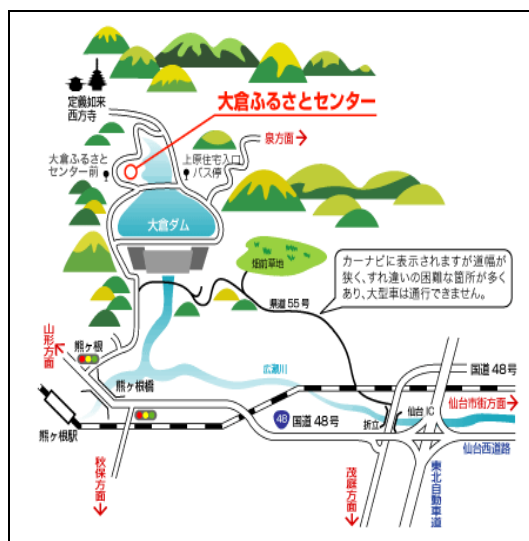 定義如来
西方寺
大倉ふるさとセンター
泉方面
大倉ふるさと
センター前
上原住宅入口
バス停
大倉ダム
畑前草地
カーナビに表示されますが道幅が
狭く、すれ違いの困難な箇所が多く
あり、大型車は通行できません。
県道55号
山形方面
熊ヶ根
広瀬川
国道48号
熊ヶ根橋
仙台市街方面
仙台IC
48 国道48号
折立
熊ヶ根駅
仙台西道路
秋保方面
茂庭方面
東北自動車道